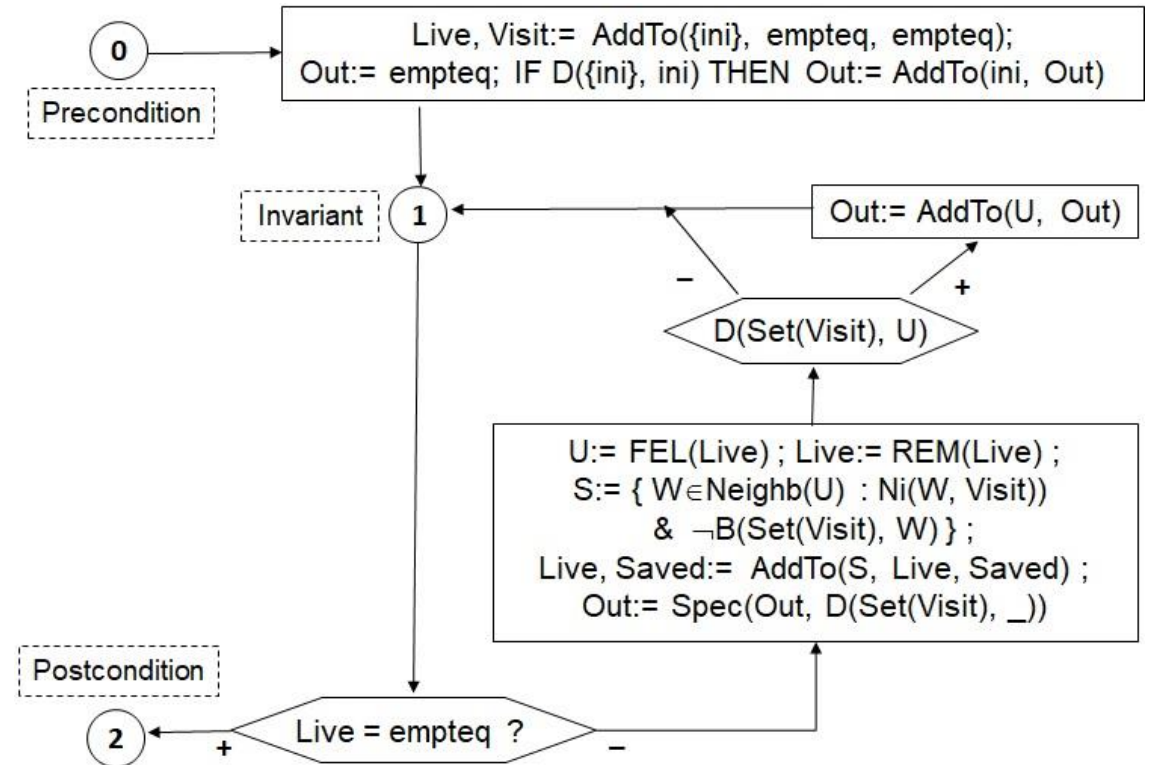 0
Precondition
Live, Visit:= AddTo({ini}, empteq, empteq);
Out:= empteq; IF D({ini}, ini) THEN Out:= AddTo(ini, Out)
Invariant
1
Out:= AddTo(U, Out)
–
+
D(Set(Visit), U)
U:= FEL(Live) ; Live:= REM(Live) ;
S:= { W∈Neighb(U) : Ni(W, Visit))
& ¬B(Set(Visit), W) } ;
Live, Saved:= AddTo(S, Live, Saved) ;
Out:= Spec(Out, D(Set(Visit), _))
Postcondition
2
+
Live = empteq ?
–